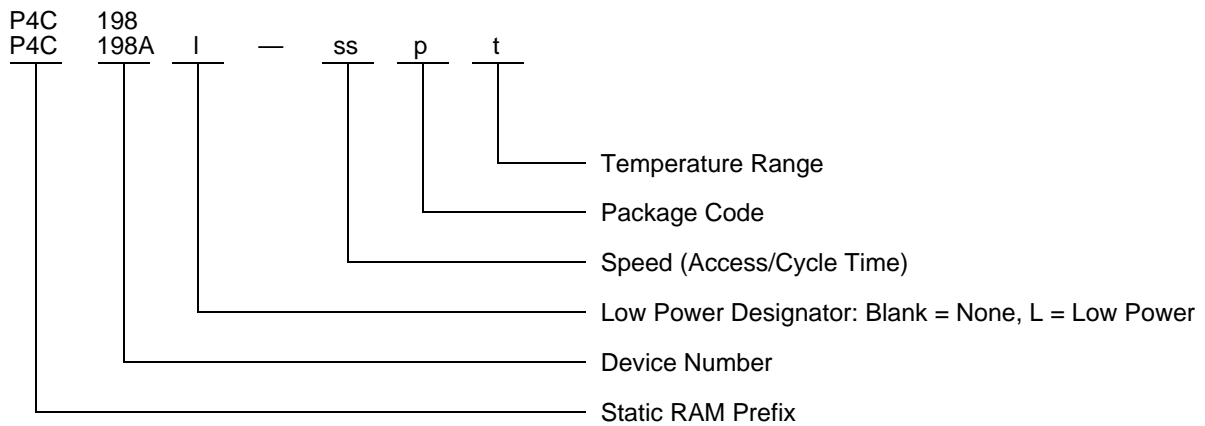 P4C 198
P4C 198A l — ss p t
Temperature Range
Package Code
Speed (Access/Cycle Time)
Low Power Designator: Blank = None, L = Low Power
Device Number
Static RAM Prefix